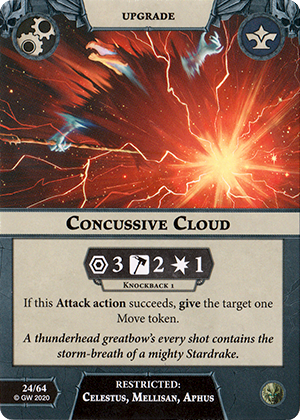 UPGRADE
CONCUSSIVE CLOUD
3 2 1
KNOCKBACK 1
If this Attack action succeeds, give the target one
Move token.
A thunderhead greatbow's every shot contains the
storm-breath of a mighty Stardrake.
24/64
© GW 2020
RESTRICTED:
CELESTUS, MELLISAN, APHUS